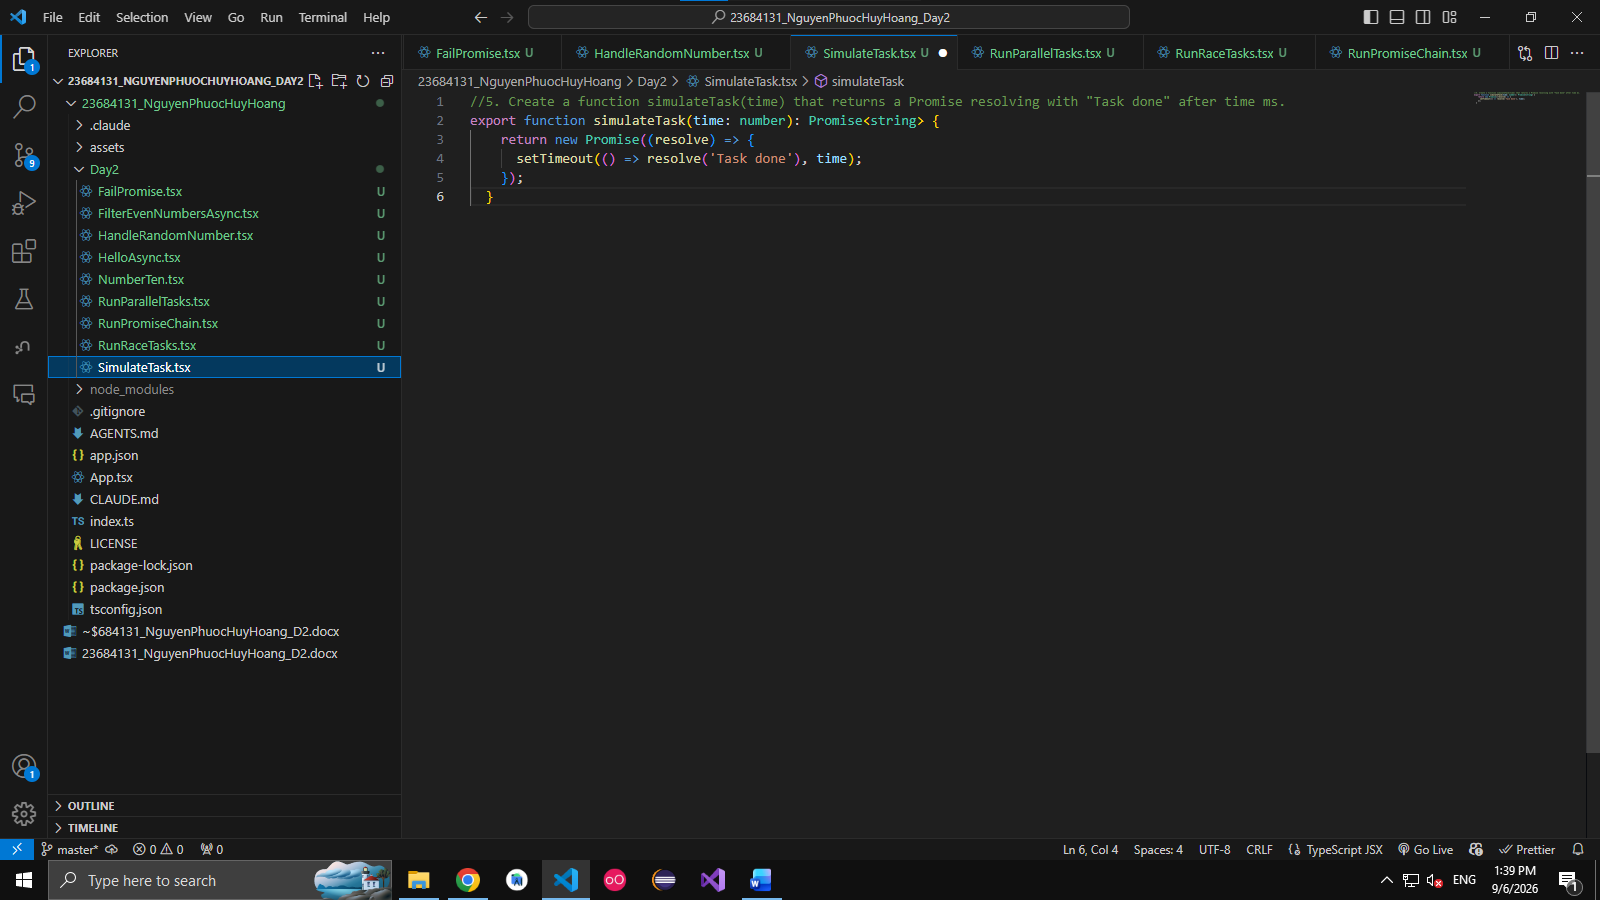 File Edit Selection View Go Run Terminal Help
23684131_NguyenPhuocHuyHoang_Day2
EXPLORER
23684131_NGUYENPHUOCHUYHOANG_DAY2
23684131_NguyenPhuocHuyHoang
.claude
assets
Day2
FailPromise.tsx U
FilterEvenNumbersAsync.tsx U
HandleRandomNumber.tsx U
HelloAsync.tsx U
NumberTen.tsx U
RunParallelTasks.tsx U
RunPromiseChain.tsx U
RunRaceTasks.tsx U
SimulateTask.tsx U
node_modules
.gitignore
AGENTS.md
{} app.json
App.tsx
CLAUDE.md
TS index.ts
LICENSE
{} package-lock.json
{} package.json
TS tsconfig.json
~$684131_NguyenPhuocHuyHoang_D2.docx
23684131_NguyenPhuocHuyHoang_D2.docx
OUTLINE
TIMELINE
1
9
1
FailPromise.tsx U HandleRandomNumber.tsx U SimulateTask.tsx U RunParallelTasks.tsx U RunRaceTasks.tsx U RunPromiseChain.tsx U
23684131_NguyenPhuocHuyHoang > Day2 > SimulateTask.tsx > simulateTask
1 //5. Create a function simulateTask(time) that returns a Promise resolving with "Task done" after time ms.
2 export function simulateTask(time: number): Promise<string> {
3 return new Promise((resolve) => {
4 setTimeout(() => resolve('Task done'), time);
5 });
6 }
master* 0 0 0 Ln 6, Col 4 Spaces: 4 UTF-8 CRLF TypeScript JSX Go Live Prettier
Type here to search
ENG
1:39 PM
9/6/2026
1